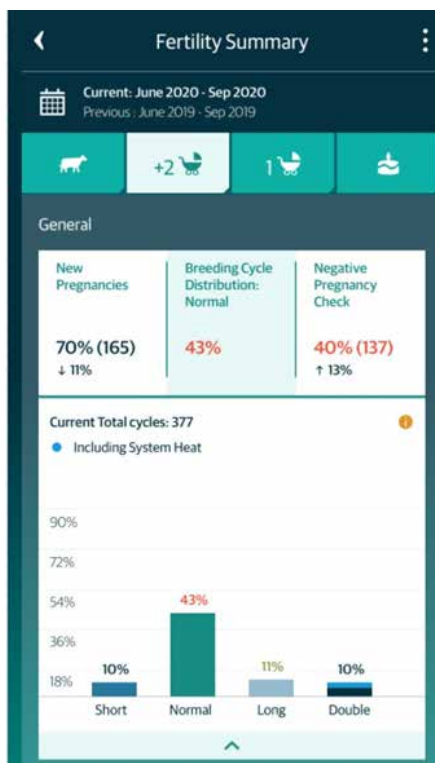 Fertility Summary
Current: June 2020 - Sep 2020
Previous : June 2019 - Sep 2019
+2
1
General
New
Pregnancies
70% (165)
↓ 11%
Breeding Cycle
Distribution:
Normal
43%
Negative
Pregnancy
Check
40% (137)
↑ 13%
Current Total cycles: 377
Including System Heat
90%
72%
54%
36%
18%
10%
43%
11%
10%
Short
Normal
Long
Double